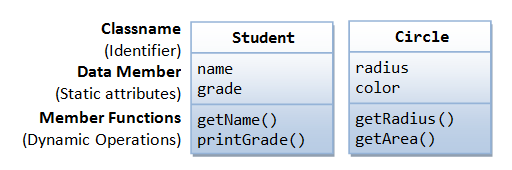 Classname
(Identifier)
Student
Circle
Data Member
(Static attributes)
name
grade
radius
color
Member Functions
(Dynamic Operations)
getName()
printGrade()
getRadius()
getArea()